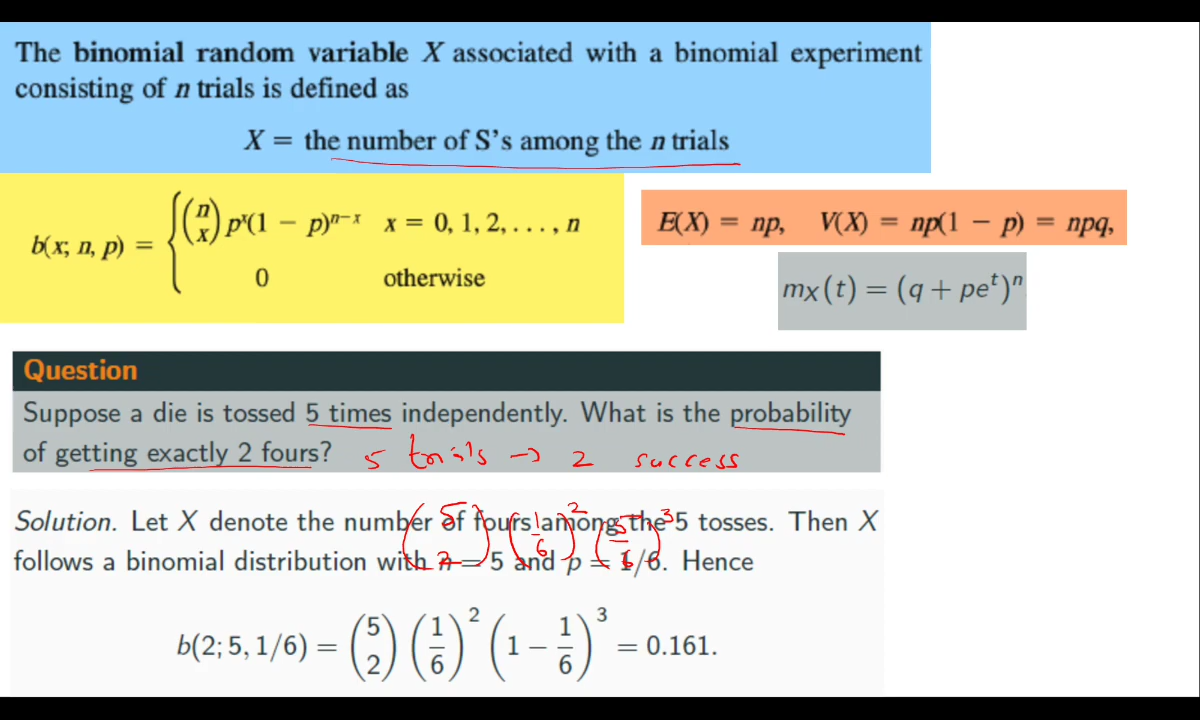 The binomial random variable X associated with a binomial experiment
consisting of n trials is defined as
X = the number of S's among the n trials
b(x; n, p) = { (n x) pˣ(1 − p)ⁿ⁻ˣ x = 0, 1, 2, . . . , n
0 otherwise
E(X) = np, V(X) = np(1 − p) = npq,
mX(t) = (q + peᵗ)ⁿ
Question
Suppose a die is tossed 5 times independently. What is the probability
of getting exactly 2 fours?
5 trials → 2 success
Solution. Let X denote the number of fours among the 5 tosses. Then X
(5 2) (1/6)² (5/6)³
follows a binomial distribution with n = 5 and p = 1/6. Hence
b(2; 5, 1/6) = (5 2) (1/6)² (1 − 1/6)³ = 0.161.